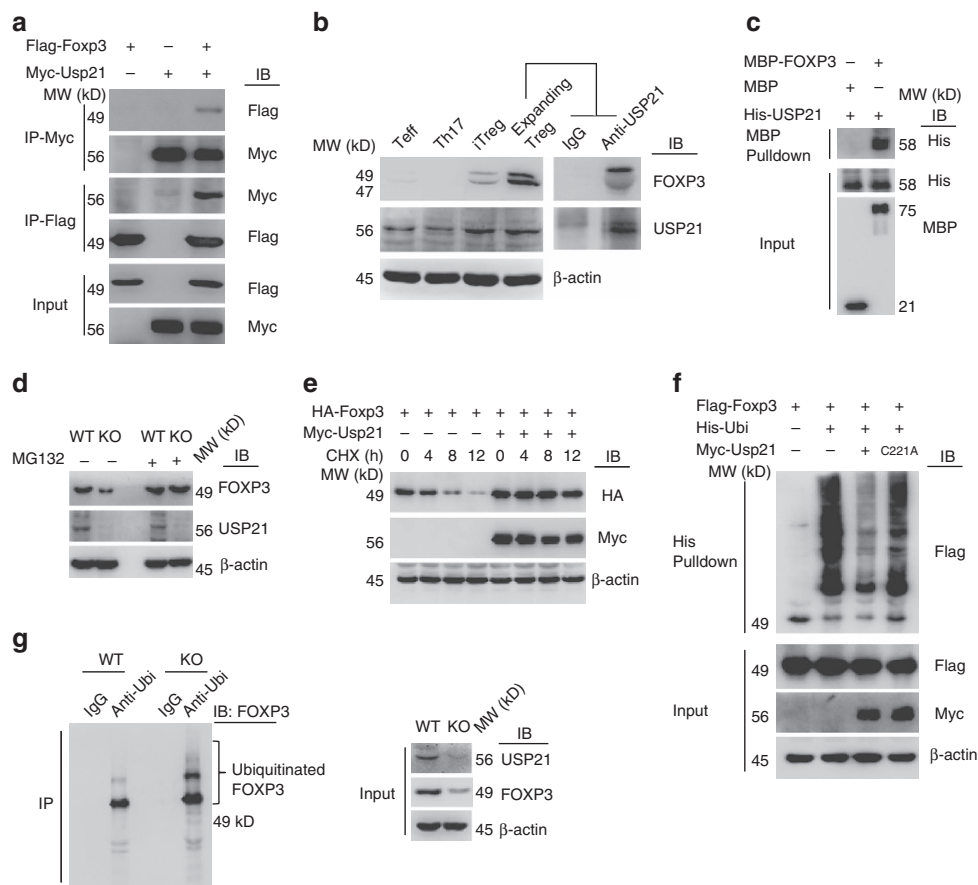 a
Flag-Foxp3 + – +
Myc-Usp21 – + + IB
MW (kD)
IP-Myc 49 Flag
56 Myc
IP-Flag 56 Myc
49 Flag
Input 49 Flag
56 Myc
b
MW (kD) Teff Th17 iTreg Expanding Treg IgG Anti-USP21 IB
49
47
FOXP3
56 USP21
45 β-actin
c
MBP-FOXP3 – +
MBP + – MW (kD)
His-USP21 + + IB
MBP Pulldown 58 His
Input 58 His
75
MBP
21
d
WT KO WT KO MW (kD)
MG132 – – + + IB
49 FOXP3
56 USP21
45 β-actin
e
HA-Foxp3 + + + + + + + +
Myc-Usp21 – – – – + + + +
CHX (h) 0 4 8 12 0 4 8 12 IB
MW (kD)
49 HA
56 Myc
45 β-actin
f
Flag-Foxp3 + + + +
His-Ubi – + + +
Myc-Usp21 – – + C221A IB
MW (kD)
His Pulldown Flag
49
Input 49 Flag
56 Myc
45 β-actin
g
WT KO
IgG Anti-Ubi IgG Anti-Ubi
IB: FOXP3
IP
Ubiquitinated
FOXP3
49 kD
WT KO MW (kD)
IB
Input 56 USP21
49 FOXP3
45 β-actin